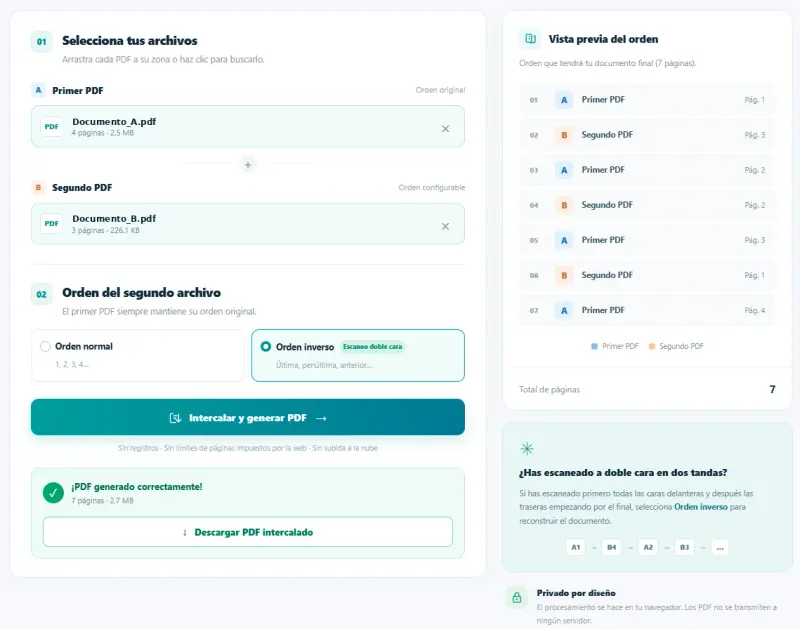 01 Selecciona tus archivos
Arrastra cada PDF a su zona o haz clic para buscarlo.
A Primer PDF Orden original
PDF Documento_A.pdf ×
4 páginas · 2.5 MB
+
B Segundo PDF Orden configurable
PDF Documento_B.pdf ×
3 páginas · 226.1 KB
02 Orden del segundo archivo
El primer PDF siempre mantiene su orden original.
Orden normal
1, 2, 3, 4...
Orden inverso Escaneo doble cara
Última, penúltima, anterior...
Intercalar y generar PDF →
Sin registros · Sin límites de páginas impuestos por la web · Sin subida a la nube
✓ ¡PDF generado correctamente!
7 páginas · 2.7 MB
↓ Descargar PDF intercalado
Vista previa del orden
Orden que tendrá tu documento final (7 páginas).
01 A Primer PDF Pág. 1
02 B Segundo PDF Pág. 3
03 A Primer PDF Pág. 2
04 B Segundo PDF Pág. 2
05 A Primer PDF Pág. 3
06 B Segundo PDF Pág. 1
07 A Primer PDF Pág. 4
Primer PDF Segundo PDF
Total de páginas 7
¿Has escaneado a doble cara en dos tandas?
Si has escaneado primero todas las caras delanteras y después las
traseras empezando por el final, selecciona Orden inverso para
reconstruir el documento.
A1 → B4 → A2 → B3 → ...
Privado por diseño
El procesamiento se hace en tu navegador. Los PDF no se transmiten a
ningún servidor.